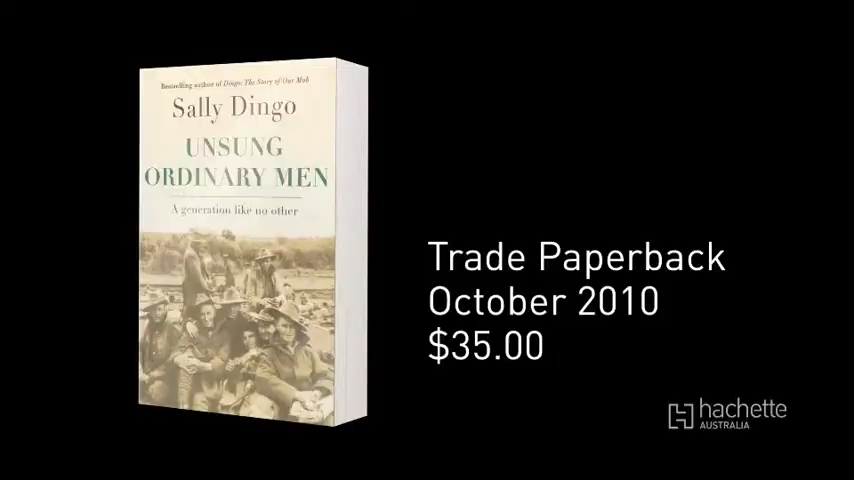 Bestselling author of Dingo: The Story of Our Mob
Sally Dingo
UNSUNG
ORDINARY MEN
A generation like no other
Trade Paperback
October 2010
$35.00
hachette
AUSTRALIA